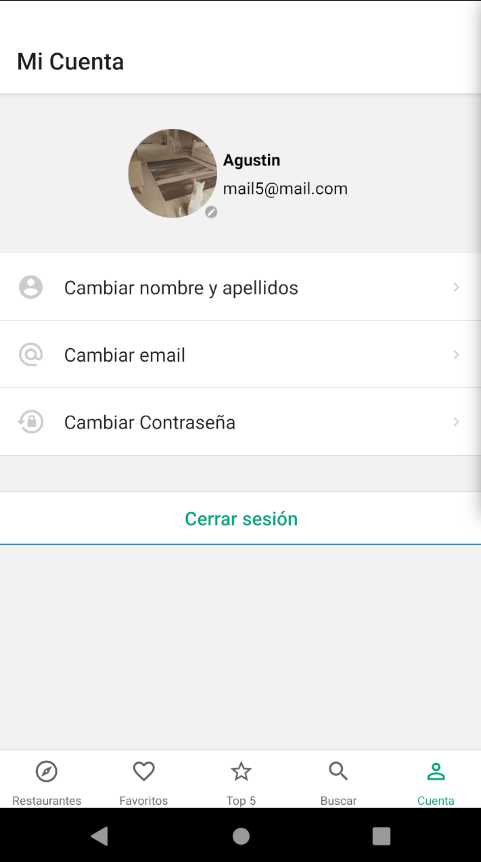 Mi Cuenta
Agustin
mail5@mail.com
Cambiar nombre y apellidos
Cambiar email
Cambiar Contraseña
Cerrar sesión
Restaurantes
Favoritos
Top 5
Buscar
Cuenta